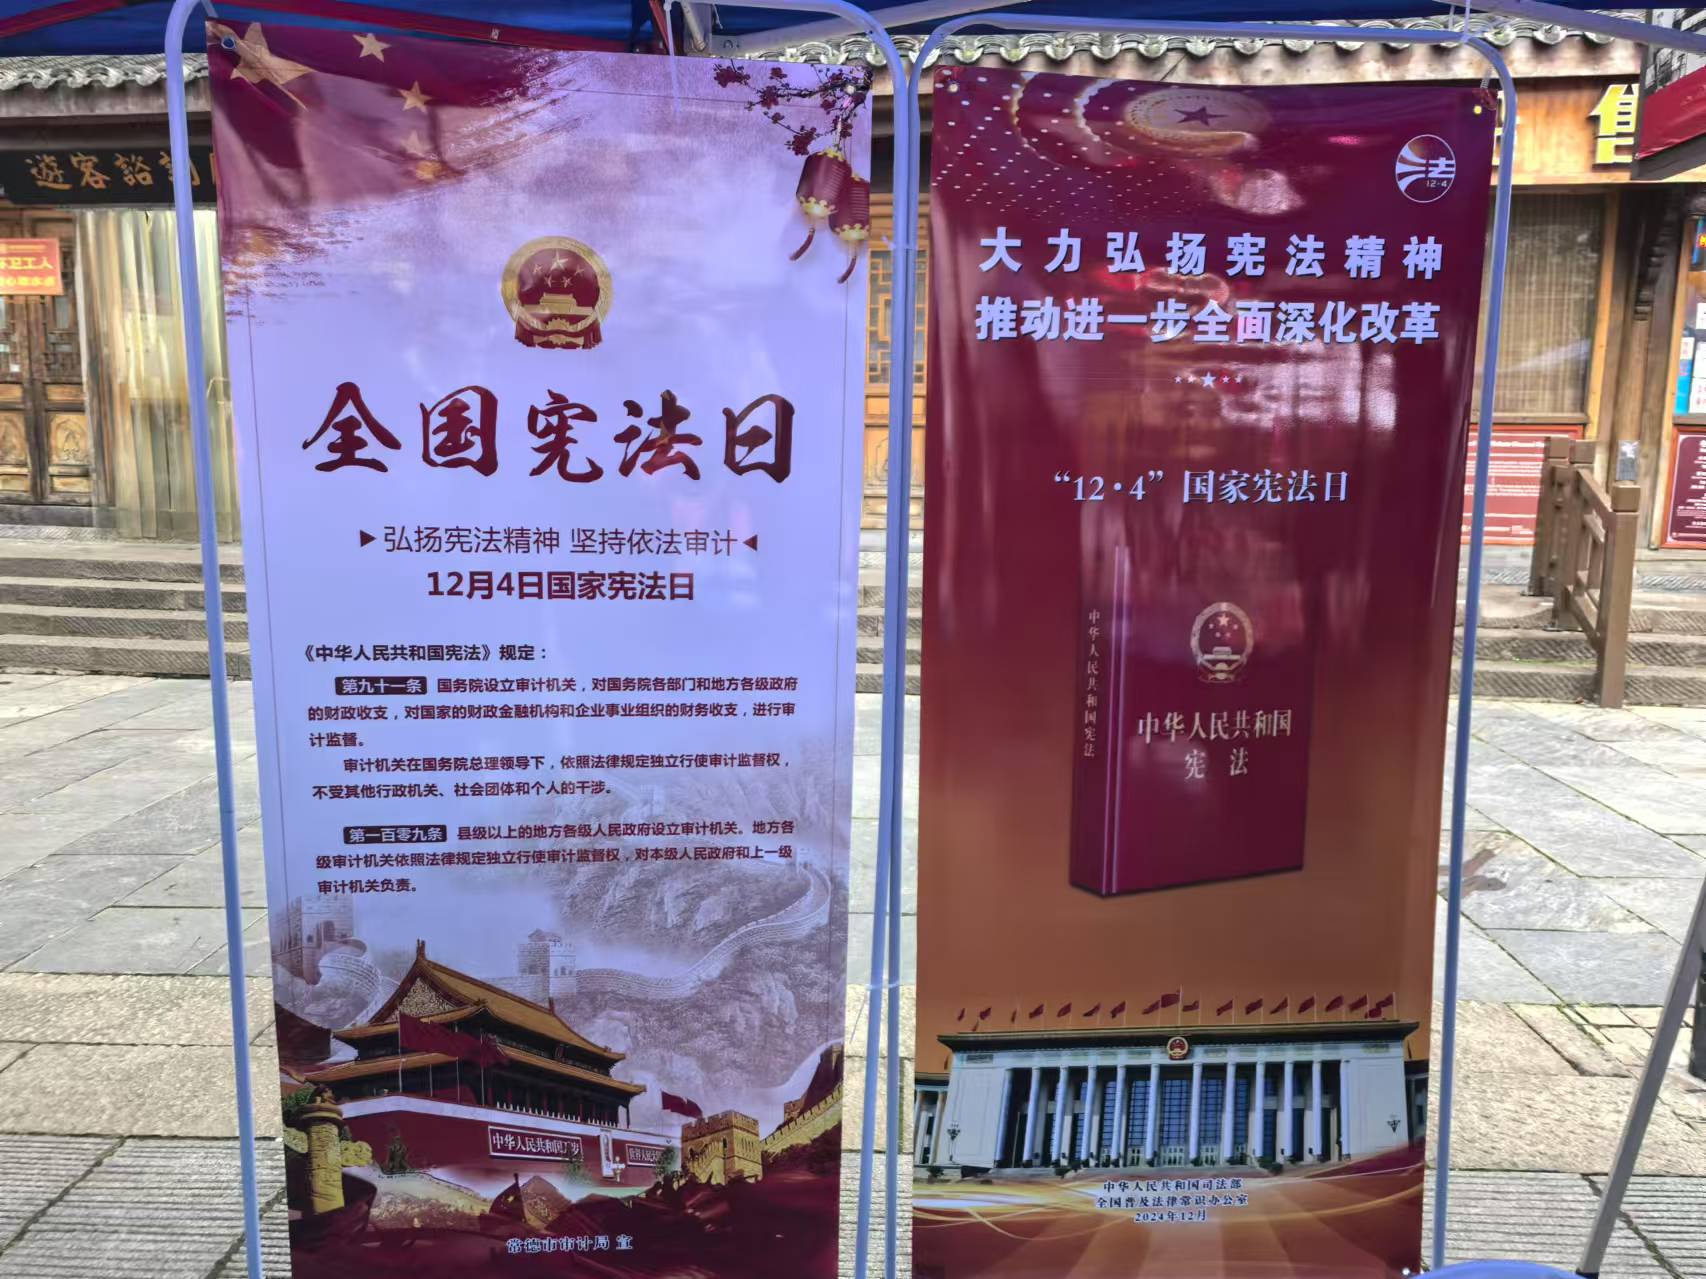 遊客諮詢
环卫工人
全国宪法日
弘扬宪法精神 坚持依法审计
12月4日国家宪法日
《中华人民共和国宪法》规定：
第九十一条 国务院设立审计机关，对国务院各部门和地方各级政府
的财政收支，对国家的财政金融机构和企业事业组织的财务收支，进行审
计监督。
审计机关在国务院总理领导下，依照法律规定独立行使审计监督权，
不受其他行政机关、社会团体和个人的干涉。
第一百零九条 县级以上的地方各级人民政府设立审计机关。地方各
级审计机关依照法律规定独立行使审计监督权，对本级人民政府和上一级
审计机关负责。
中华人民共和国万岁
常德市审计局 宣
法
12·4
大力弘扬宪法精神
推动进一步全面深化改革
“12·4”国家宪法日
中华人民共和国宪法
中华人民共和国
宪 法
中华人民共和国司法部
全国普及法律常识办公室
2024年12月